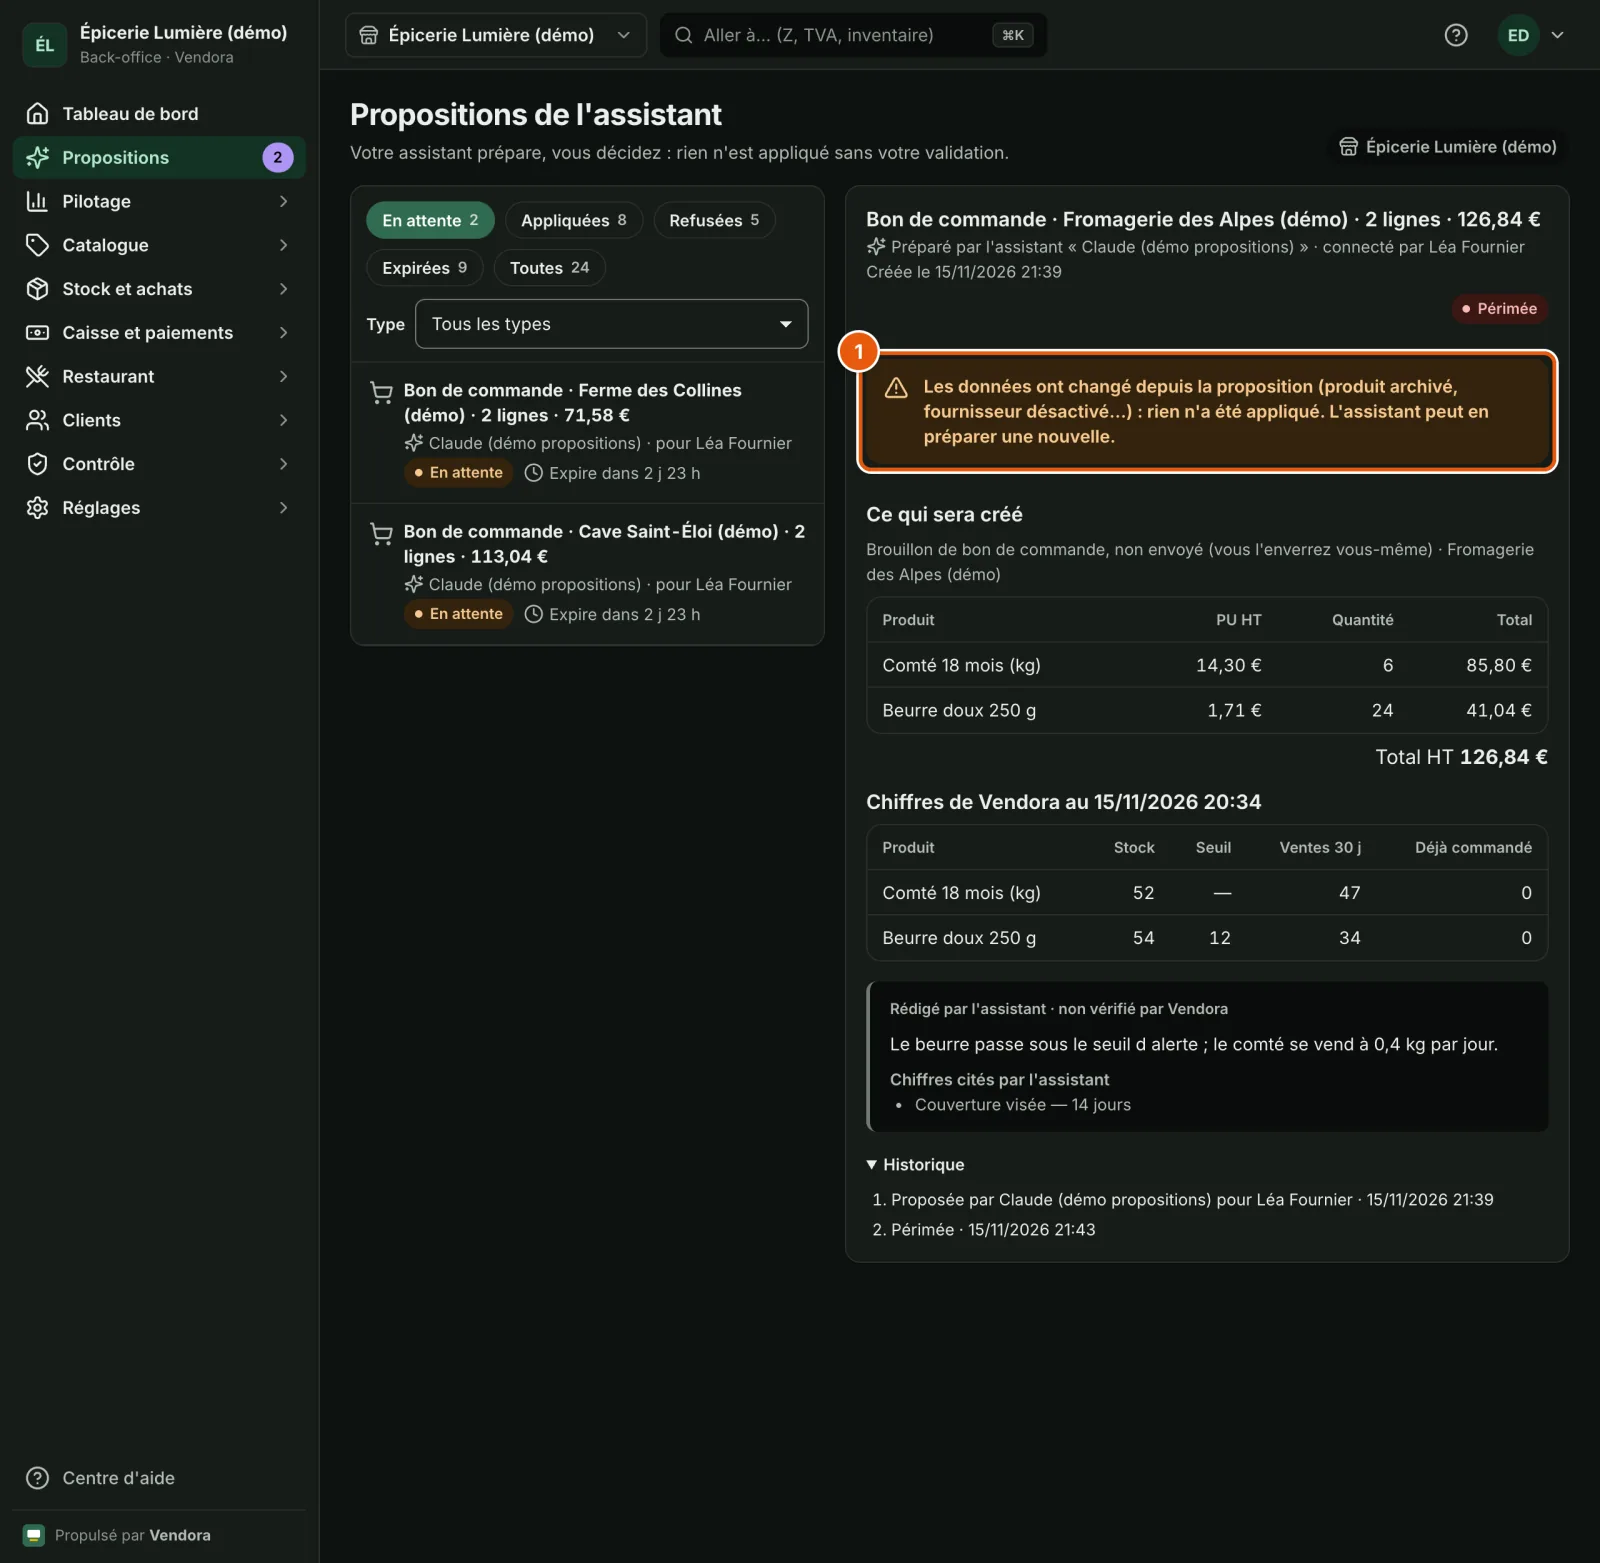 ÉL
Épicerie Lumière (démo)
Back-office · Vendora
Tableau de bord
Propositions 2
Pilotage
Catalogue
Stock et achats
Caisse et paiements
Restaurant
Clients
Contrôle
Réglages
Centre d'aide
Propulsé par Vendora
Épicerie Lumière (démo)
Aller à... (Z, TVA, inventaire) ⌘K
ED
Propositions de l'assistant
Votre assistant prépare, vous décidez : rien n'est appliqué sans votre validation.
Épicerie Lumière (démo)
En attente 2 Appliquées 8 Refusées 5
Expirées 9 Toutes 24
Type Tous les types
Bon de commande · Ferme des Collines
(démo) · 2 lignes · 71,58 €
Claude (démo propositions) · pour Léa Fournier
En attente Expire dans 2 j 23 h
Bon de commande · Cave Saint-Éloi (démo) · 2
lignes · 113,04 €
Claude (démo propositions) · pour Léa Fournier
En attente Expire dans 2 j 23 h
Bon de commande · Fromagerie des Alpes (démo) · 2 lignes · 126,84 €
Préparé par l'assistant « Claude (démo propositions) » · connecté par Léa Fournier
Créée le 15/11/2026 21:39
Périmée
1
Les données ont changé depuis la proposition (produit archivé,
fournisseur désactivé...) : rien n'a été appliqué. L'assistant peut en
préparer une nouvelle.
Ce qui sera créé
Brouillon de bon de commande, non envoyé (vous l'enverrez vous-même) · Fromagerie
des Alpes (démo)
Produit PU HT Quantité Total
Comté 18 mois (kg) 14,30 € 6 85,80 €
Beurre doux 250 g 1,71 € 24 41,04 €
Total HT 126,84 €
Chiffres de Vendora au 15/11/2026 20:34
Produit Stock Seuil Ventes 30 j Déjà commandé
Comté 18 mois (kg) 52 — 47 0
Beurre doux 250 g 54 12 34 0
Rédigé par l'assistant · non vérifié par Vendora
Le beurre passe sous le seuil d alerte ; le comté se vend à 0,4 kg par jour.
Chiffres cités par l'assistant
• Couverture visée — 14 jours
▼ Historique
1. Proposée par Claude (démo propositions) pour Léa Fournier · 15/11/2026 21:39
2. Périmée · 15/11/2026 21:43